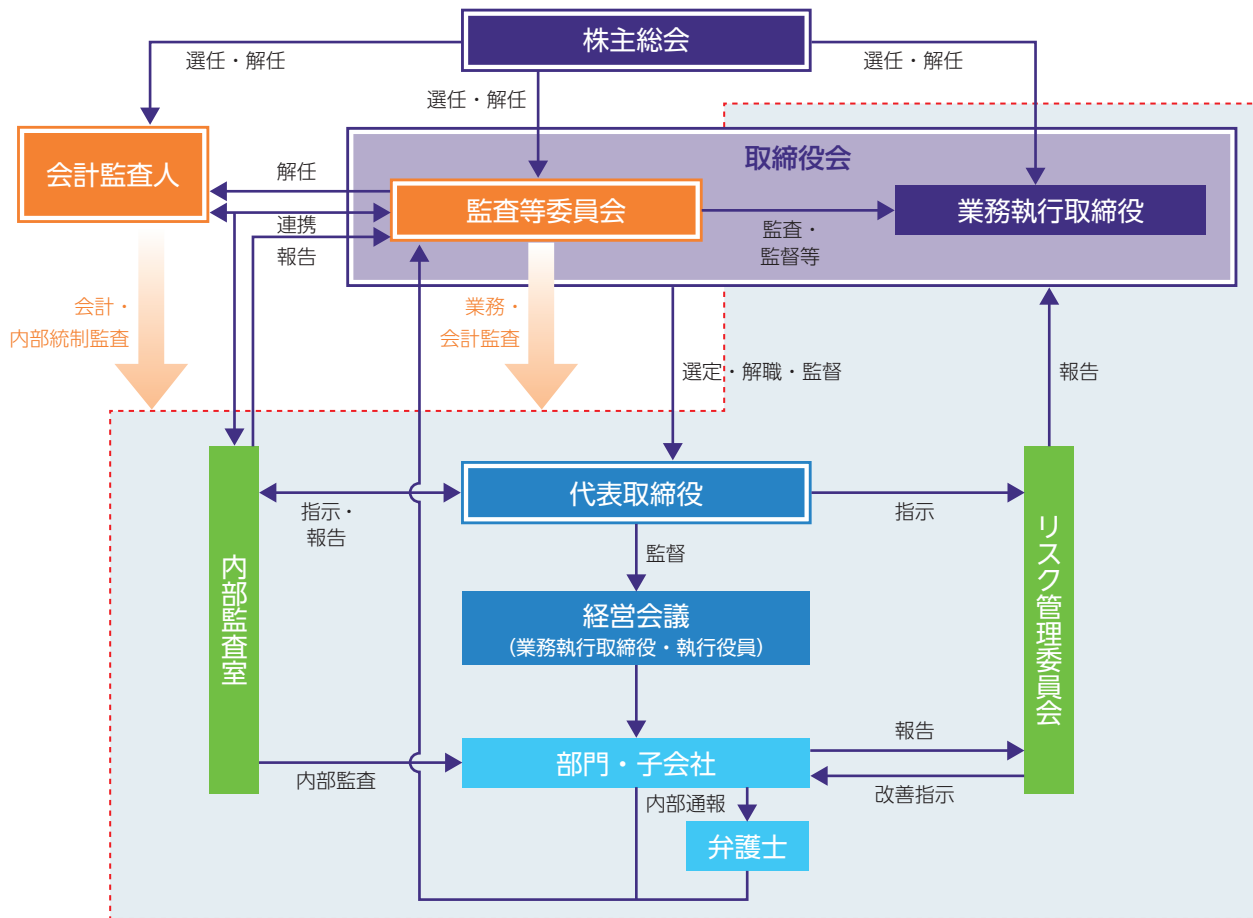 株主総会
選任・解任
選任・解任
選任・解任
取締役会
会計監査人
解任
監査等委員会
業務執行取締役
連携
報告
監査・
監督等
会計・
内部統制監査
業務・
会計監査
選定・解職・監督
報告
代表取締役
指示・
報告
指示
監督
内部監査室
リスク管理委員会
経営会議
(業務執行取締役・執行役員)
部門・子会社
報告
内部監査
改善指示
内部通報
弁護士